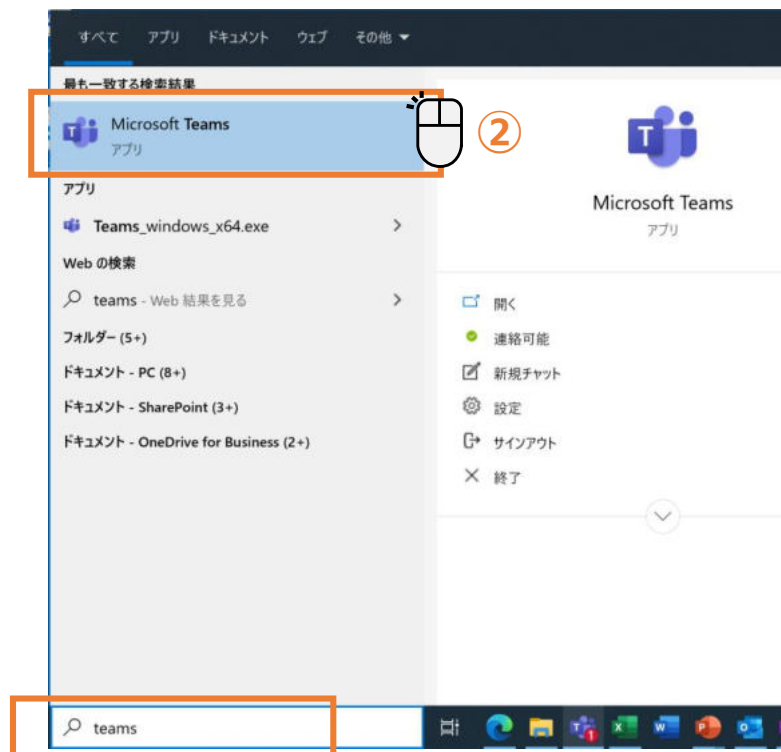 すべて アプリ ドキュメント ウェブ その他 ▼
最も一致する検索結果
Microsoft Teams
アプリ
②
アプリ
Teams_windows_x64.exe
Web の検索
teams - Web 結果を見る
フォルダー (5+)
ドキュメント - PC (8+)
ドキュメント - SharePoint (3+)
ドキュメント - OneDrive for Business (2+)
Microsoft Teams
アプリ
開く
連絡可能
新規チャット
設定
サインアウト
終了
teams